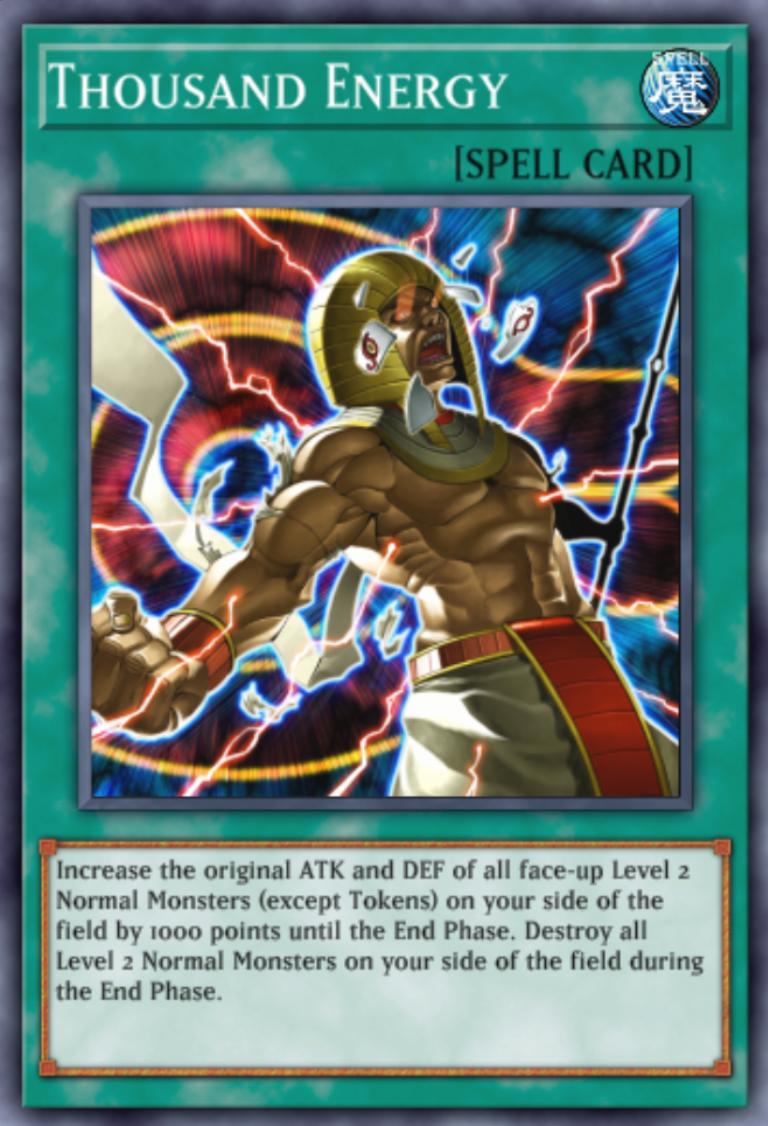 Thousand Energy
SPELL
魔
[SPELL CARD]
Increase the original ATK and DEF of all face-up Level 2
Normal Monsters (except Tokens) on your side of the
field by 1000 points until the End Phase. Destroy all
Level 2 Normal Monsters on your side of the field during
the End Phase.